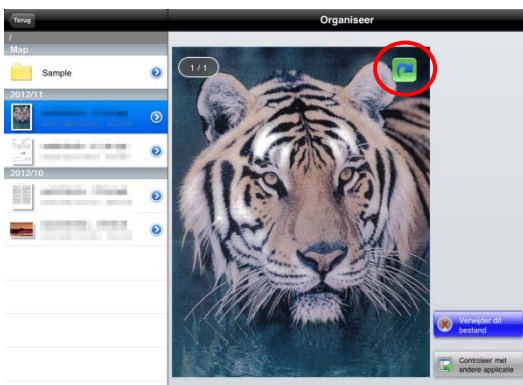 Terug
Organiseer
/
Map
Sample
2012/11
2012/10
1 / 1
Verwijder dit
bestand
Controleer met
andere applicatie